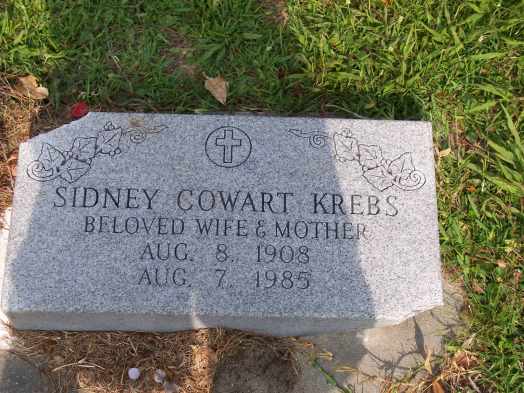 SIDNEY COWART KREBS
BELOVED WIFE & MOTHER
AUG. 8, 1908
AUG. 7, 1985